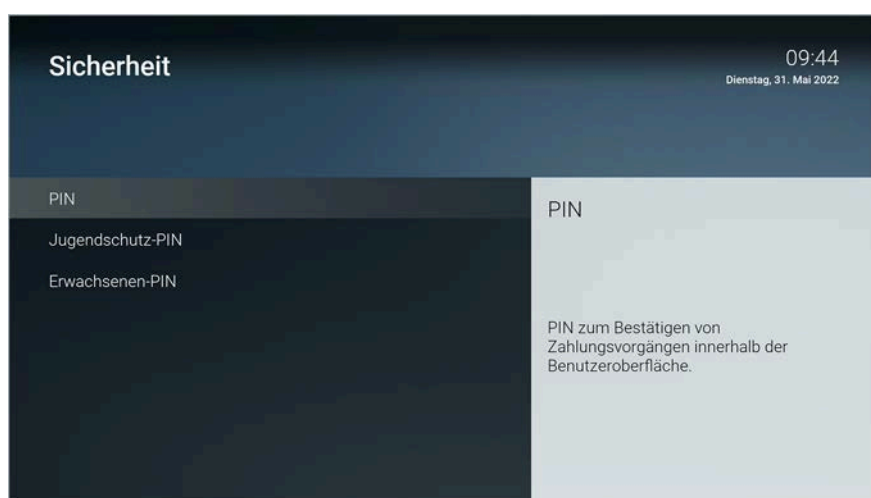 Sicherheit
09:44
Dienstag, 31. Mai 2022
PIN
Jugendschutz-PIN
Erwachsenen-PIN
PIN
PIN zum Bestätigen von
Zahlungsvorgängen innerhalb der
Benutzeroberfläche.